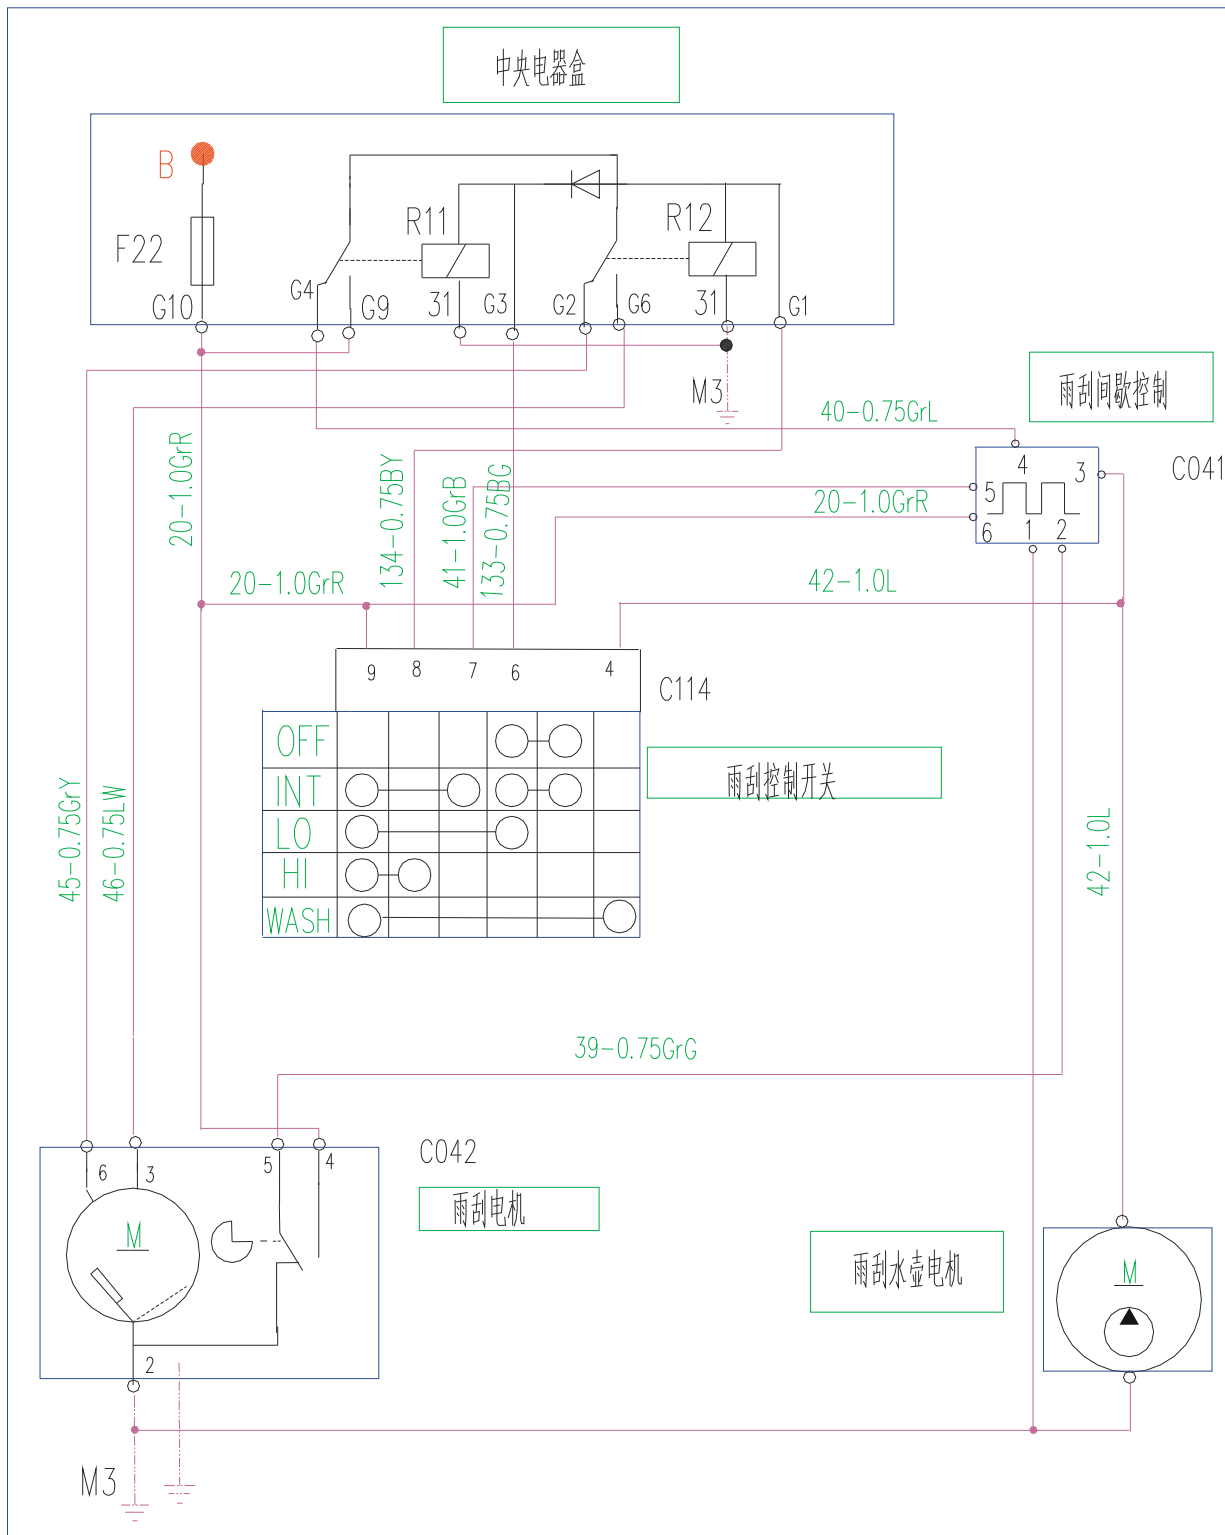 中央电器盒
B
R11
R12
F22
G4
G10
G9
31
G3
G2
G6
31
G1
M3
雨刮间歇控制
40-0.75GrL
C041
4
3
5
6
1
2
20-1.0GrR
134-0.75BY
41-1.0GrB
133-0.75BG
20-1.0GrR
20-1.0GrR
42-1.0L
9
8
7
6
4
C114
OFF
INT
LO
HI
WASH
雨刮控制开关
45-0.75GrY
46-0.75LW
42-1.0L
39-0.75GrG
C042
6
3
5
4
雨刮电机
M
雨刮水壶电机
M
2
M3